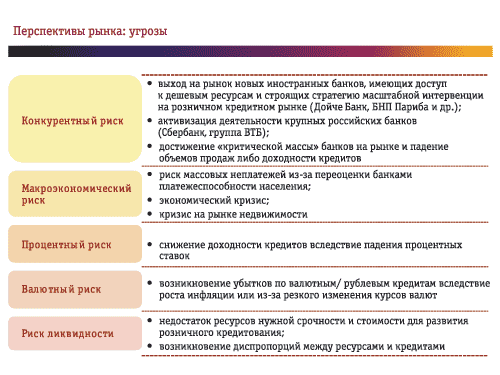 Перспективы рынка: угрозы
Конкурентный риск
• выход на рынок новых иностранных банков, имеющих доступ
к дешевым ресурсам и строящих стратегию масштабной интервенции
на розничном кредитном рынке (Дойче Банк, БНП Париба и др.);
• активизация деятельности крупных российских банков
(Сбербанк, группа ВТБ);
• достижение «критической массы» банков на рынке и падение
объемов продаж либо доходности кредитов
Макроэкономический
риск
• риск массовых неплатежей из-за переоценки банками
платежеспособности населения;
• экономический кризис;
• кризис на рынке недвижимости
Процентный риск
• снижение доходности кредитов вследствие падения процентных
ставок
Валютный риск
• возникновение убытков по валютным/ рублевым кредитам вследствие
роста инфляции или из-за резкого изменения курсов валют
Риск ликвидности
• недостаток ресурсов нужной срочности и стоимости для развития
розничного кредитования;
• возникновение диспропорций между ресурсами и кредитами